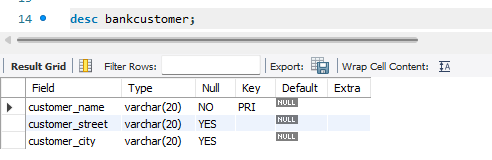 14 desc bankcustomer;
Result Grid Filter Rows: Export: Wrap Cell Content: IA
Field Type Null Key Default Extra
customer_name varchar(20) NO PRI NULL
customer_street varchar(20) YES NULL
customer_city varchar(20) YES NULL